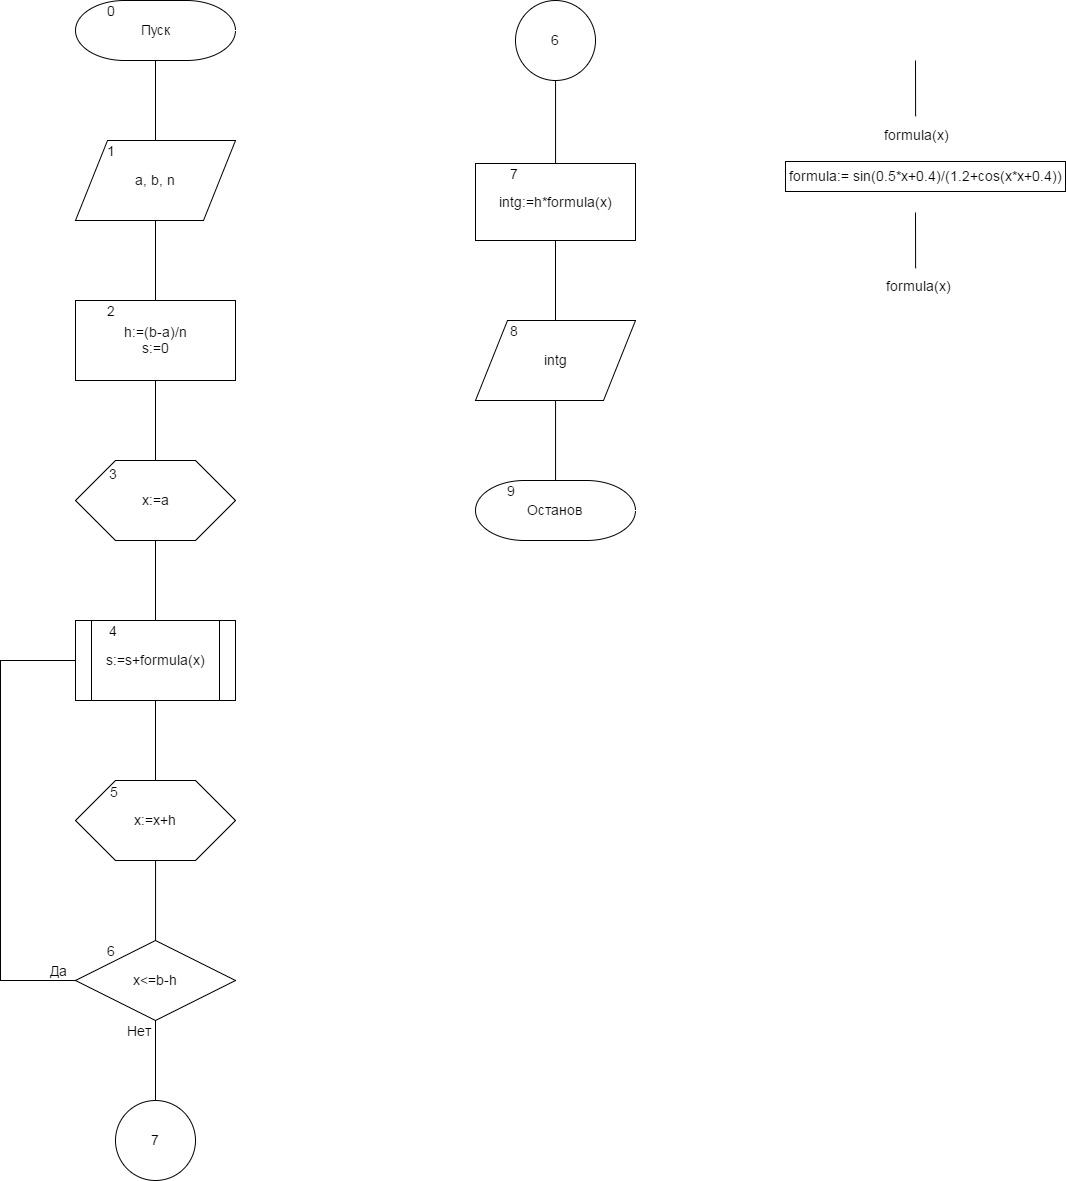 0
Пуск
1
a, b, n
2
h:=(b-a)/n
s:=0
3
x:=a
4
s:=s+formula(x)
5
x:=x+h
6
Да
x<=b-h
Нет
7
6
7
intg:=h*formula(x)
8
intg
9
Останов
formula(x)
formula:= sin(0.5*x+0.4)/(1.2+cos(x*x+0.4))
formula(x)